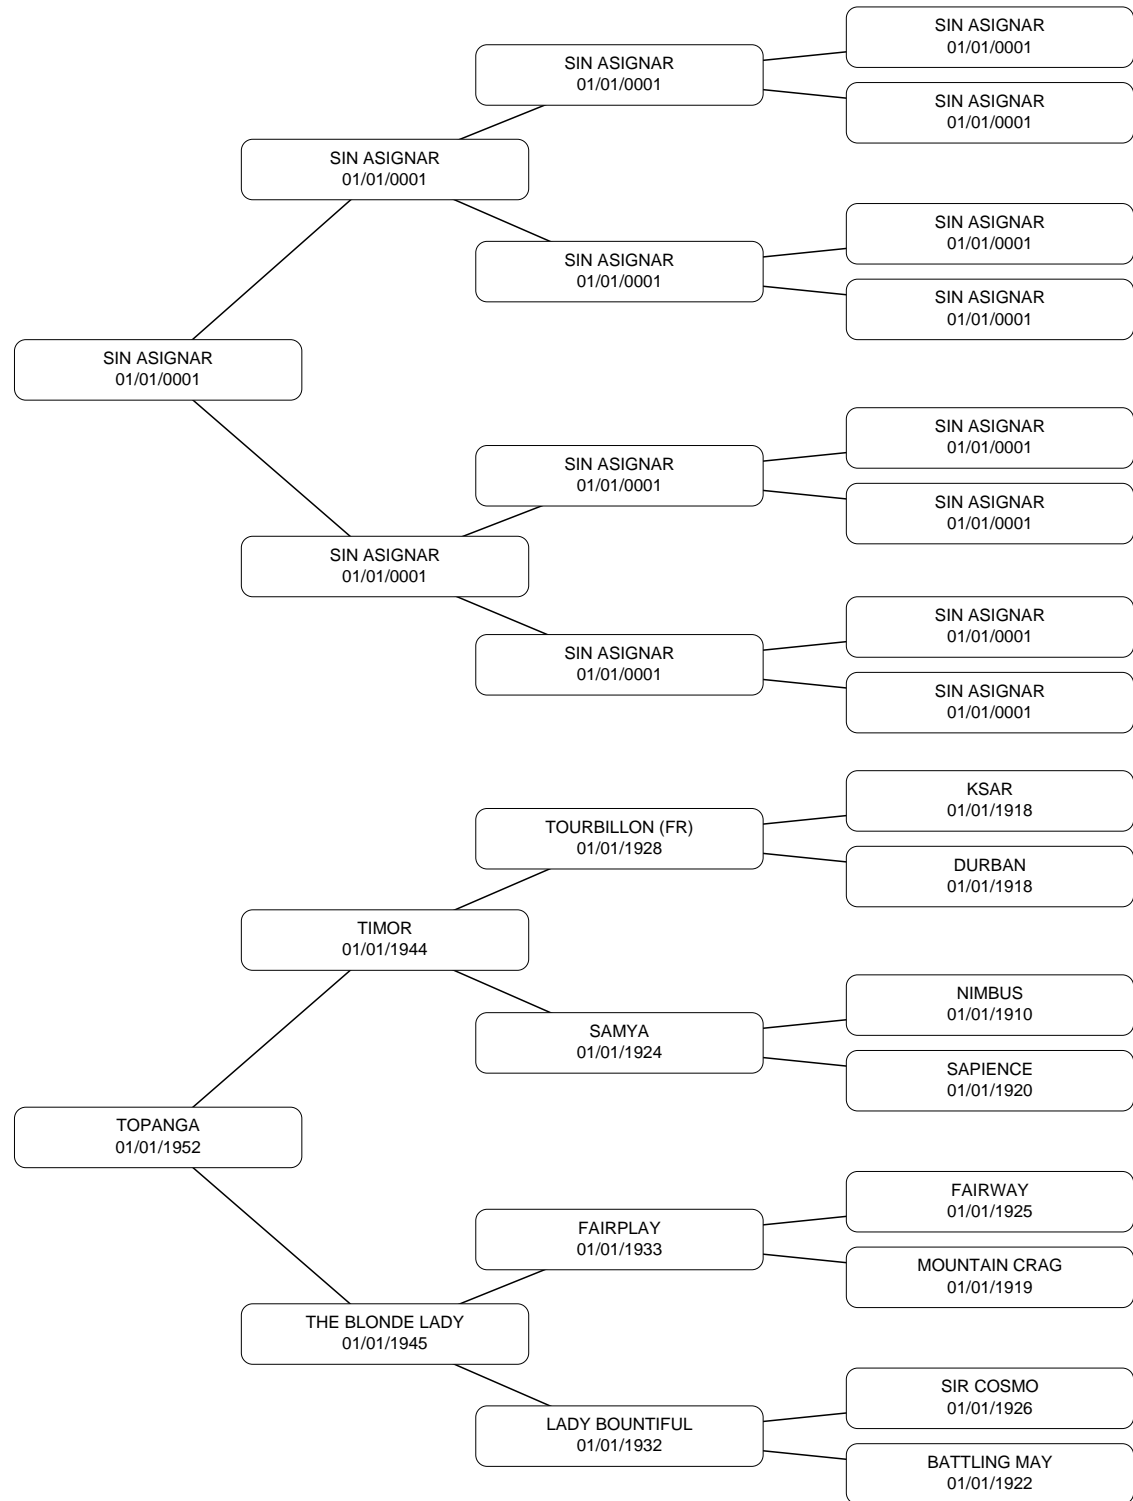 SIN ASIGNAR
01/01/0001
SIN ASIGNAR
01/01/0001
SIN ASIGNAR
01/01/0001
SIN ASIGNAR
01/01/0001
SIN ASIGNAR
01/01/0001
SIN ASIGNAR
01/01/0001
SIN ASIGNAR
01/01/0001
SIN ASIGNAR
01/01/0001
SIN ASIGNAR
01/01/0001
SIN ASIGNAR
01/01/0001
SIN ASIGNAR
01/01/0001
SIN ASIGNAR
01/01/0001
SIN ASIGNAR
01/01/0001
SIN ASIGNAR
01/01/0001
SIN ASIGNAR
01/01/0001
KSAR
01/01/1918
TOURBILLON (FR)
01/01/1928
DURBAN
01/01/1918
TIMOR
01/01/1944
NIMBUS
01/01/1910
SAMYA
01/01/1924
SAPIENCE
01/01/1920
TOPANGA
01/01/1952
FAIRWAY
01/01/1925
FAIRPLAY
01/01/1933
MOUNTAIN CRAG
01/01/1919
THE BLONDE LADY
01/01/1945
SIR COSMO
01/01/1926
LADY BOUNTIFUL
01/01/1932
BATTLING MAY
01/01/1922